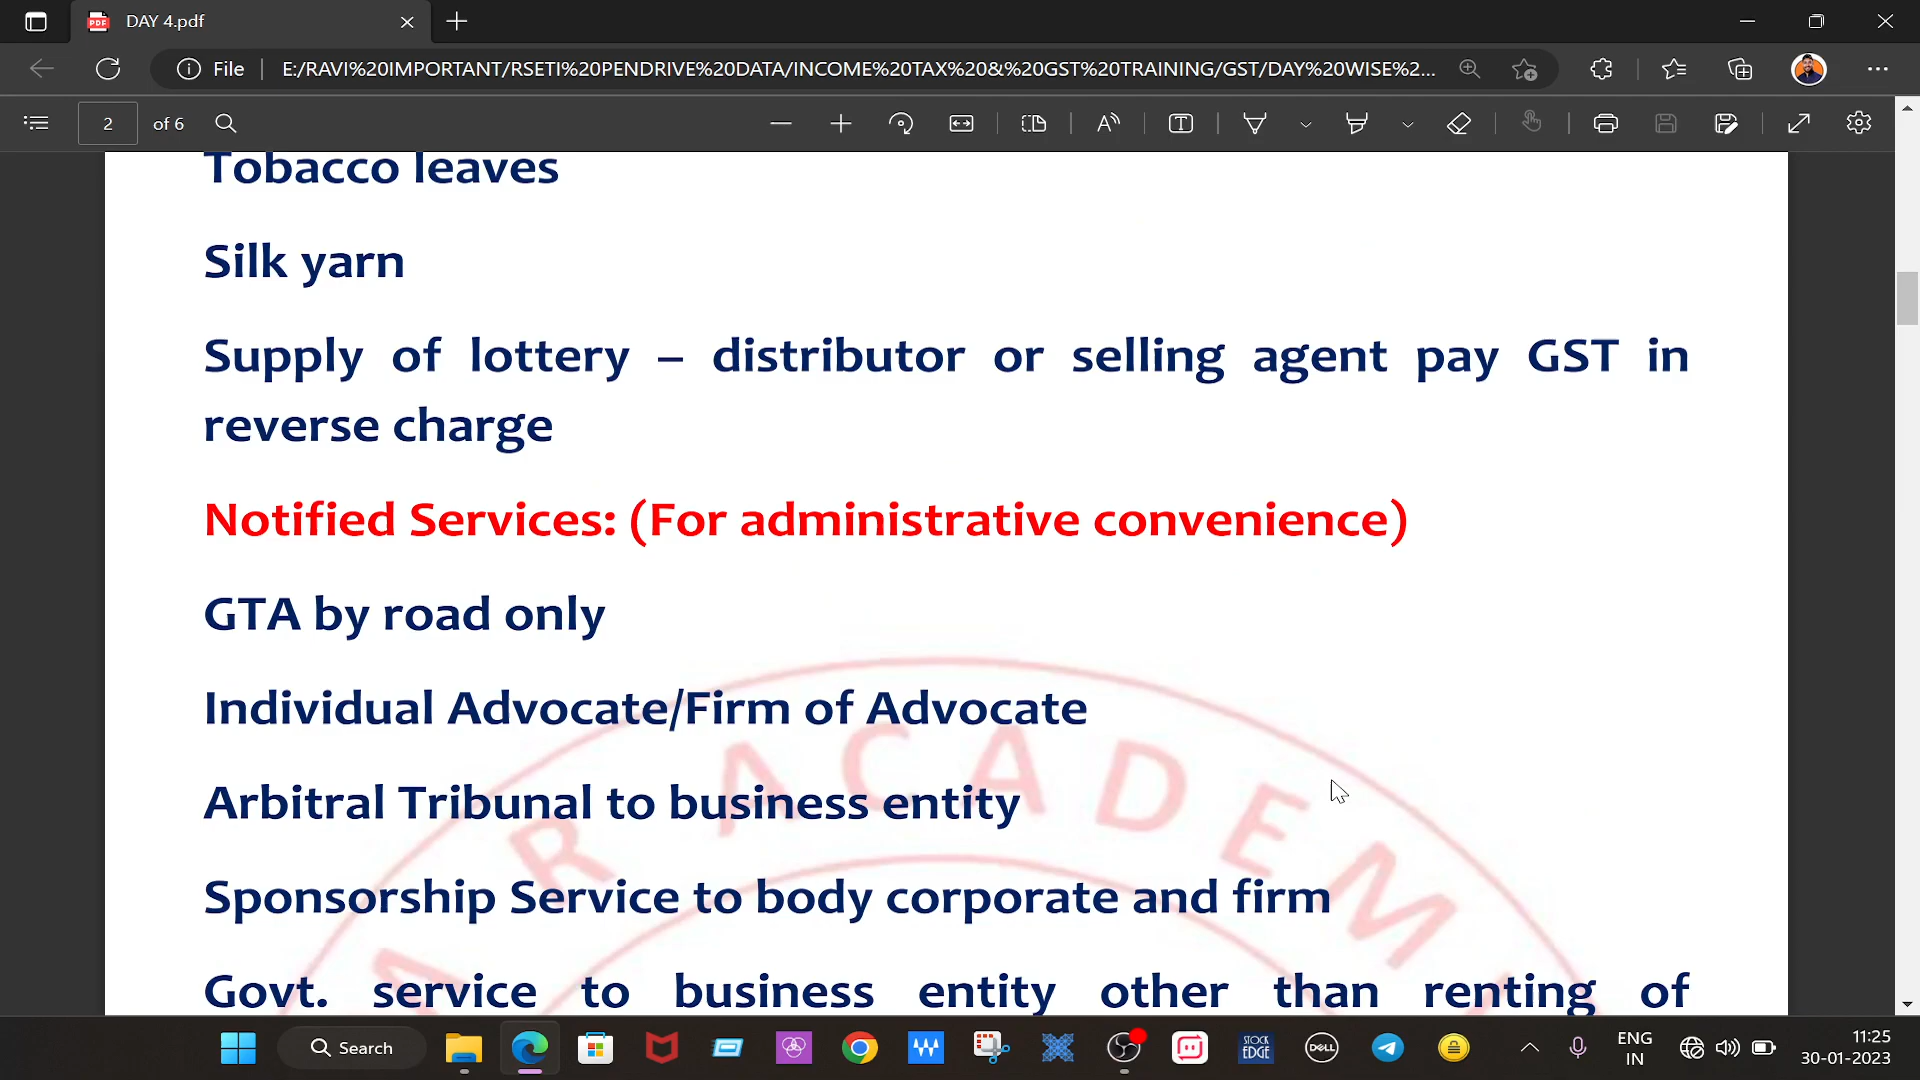 DAY 4.pdf
File
E:/RAVI%20IMPORTANT/RSETI%20PENDRIVE%20DATA/INCOME%20TAX%20&%20GST%20TRAINING/GST/DAY%20WISE%2...
2 of 6
Tobacco leaves
Silk yarn
Supply of lottery – distributor or selling agent pay GST in
reverse charge
Notified Services: (For administrative convenience)
GTA by road only
Individual Advocate/Firm of Advocate
Arbitral Tribunal to business entity
Sponsorship Service to body corporate and firm
Govt. service to business entity other than renting of
R ACADEM
Search
STOCK
EDGE
DELL
ENG
IN
11:25
30-01-2023